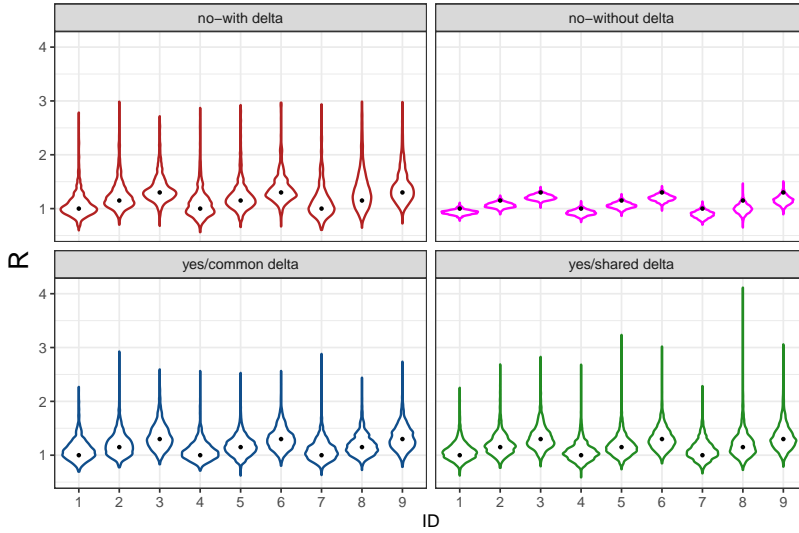 no−with delta
no−without delta
4
3
2
1
R
yes/common delta
yes/shared delta
4
3
2
1
1 2 3 4 5 6 7 8 9
1 2 3 4 5 6 7 8 9
ID